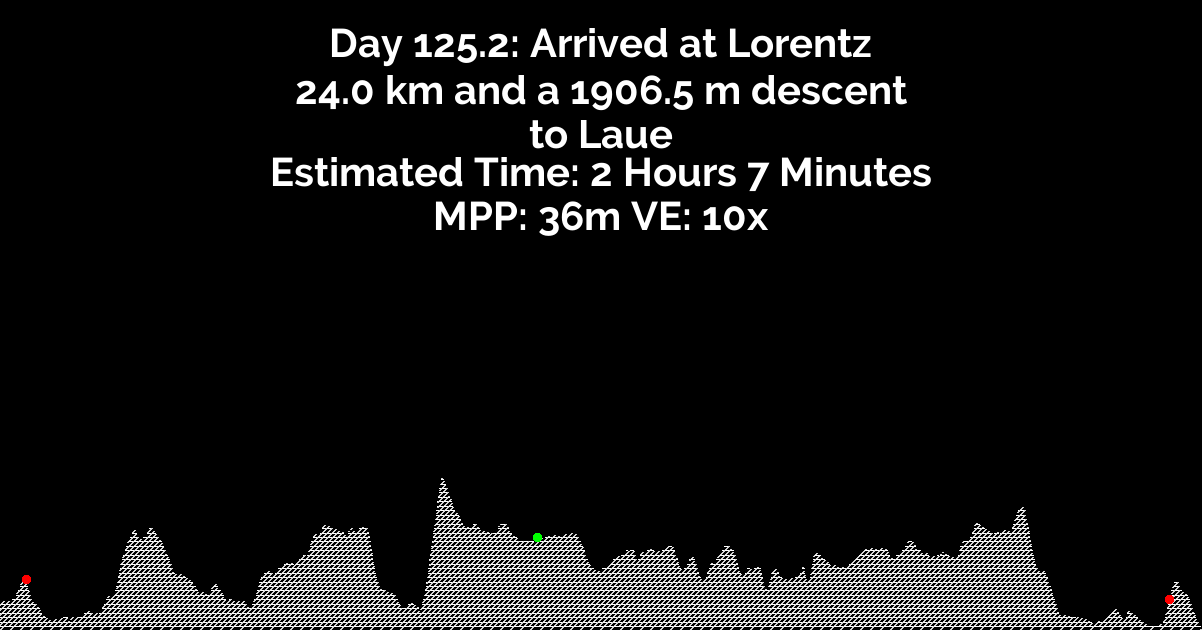 Day 125.2: Arrived at Lorentz
24.0 km and a 1906.5 m descent
to Laue
Estimated Time: 2 Hours 7 Minutes
MPP: 36m VE: 10x